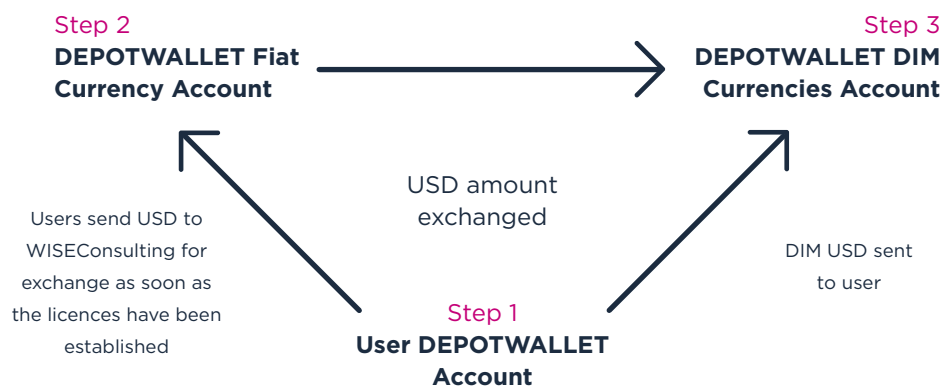 Step 2
DEPOTWALLET Fiat
Currency Account
Step 3
DEPOTWALLET DIM
Currencies Account
USD amount
exchanged
Users send USD to
WISEConsulting for
exchange as soon as
the licences have been
established
DIM USD sent
to user
Step 1
User DEPOTWALLET
Account